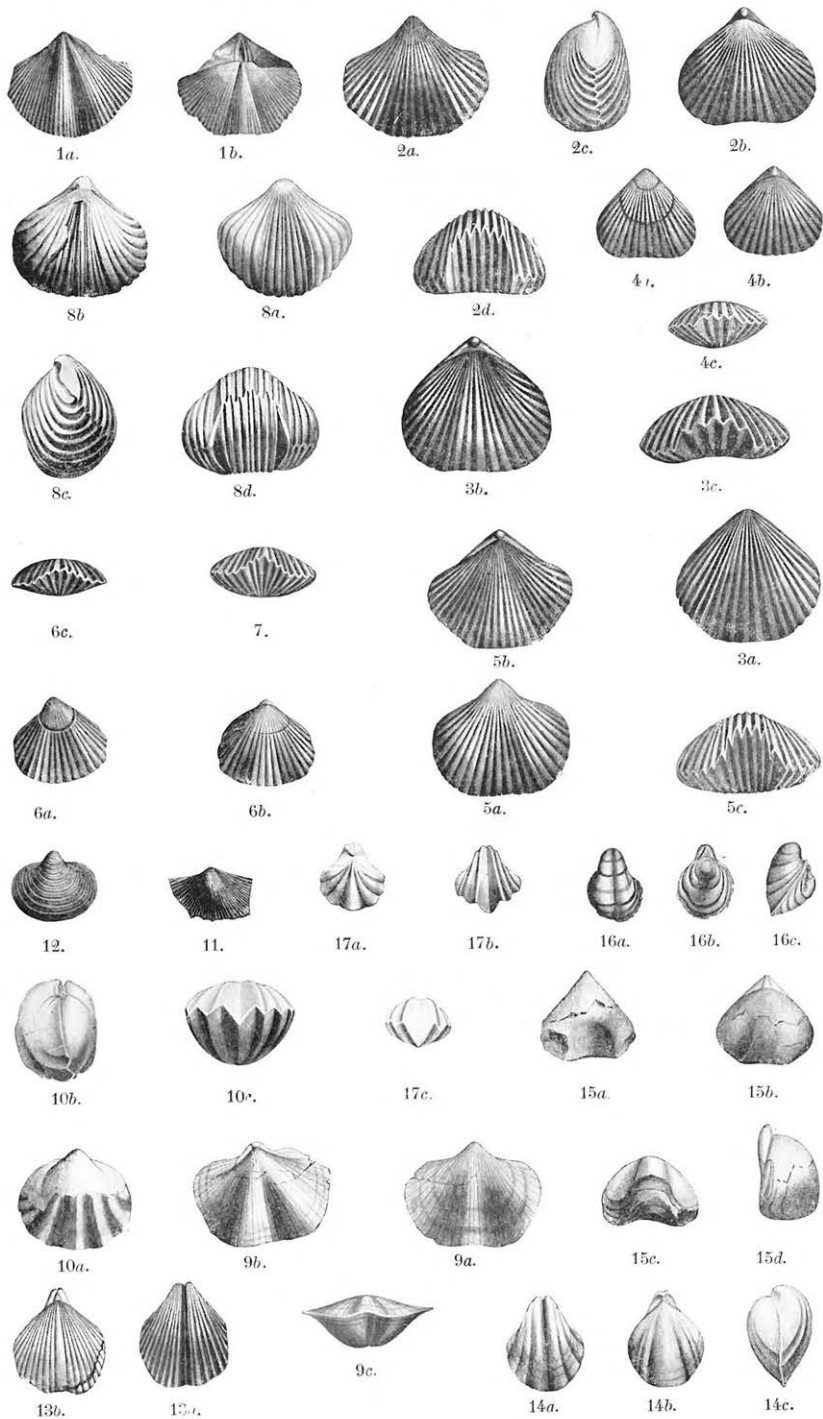 1a. 1b. 2a. 2c. 2b.
8b 8a. 2d. 4b.
4c.
8c. 8d. 3b. 3c.
6c. 7. 5b. 3a.
6a. 6b. 5a. 5c.
12. 11. 17a. 17b. 16a. 16b. 16c.
10b. 17c. 15a. 15b.
10a. 9b. 9a. 15c. 15d.
13b. 9c. 14a. 14b. 14c.